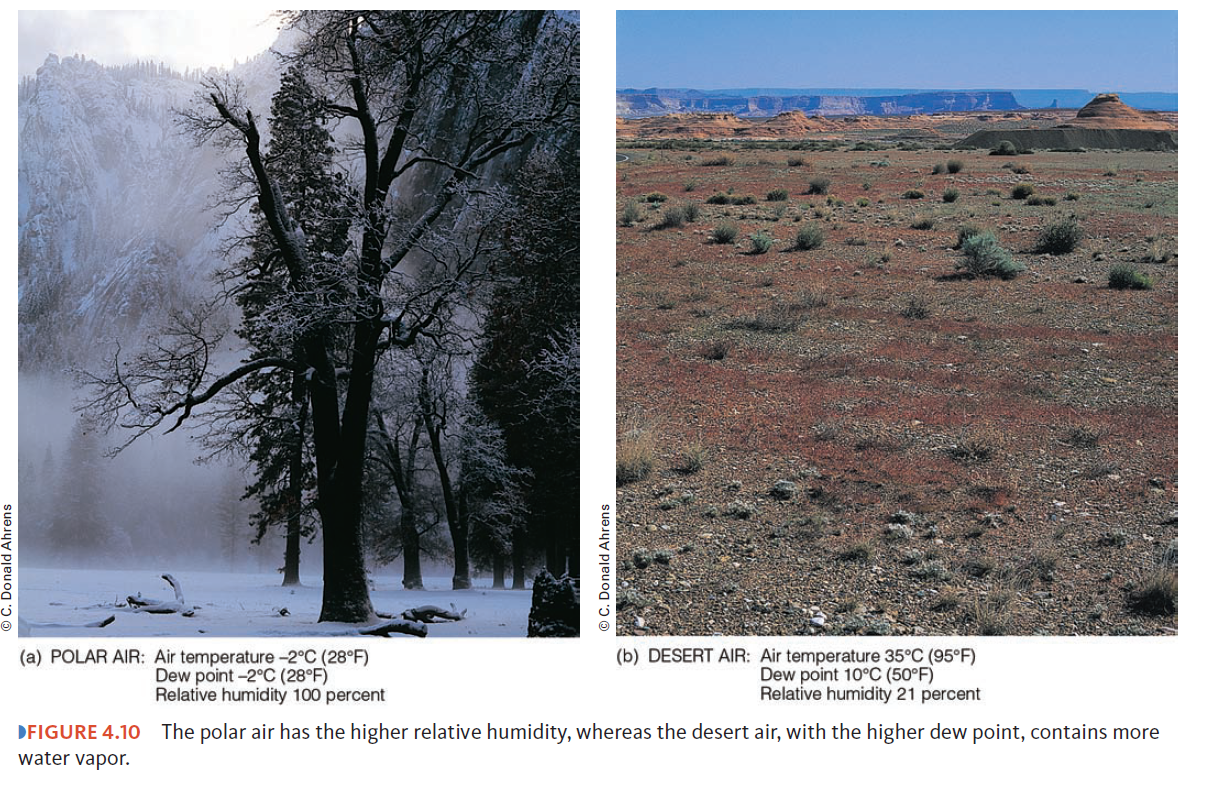 © C. Donald Ahrens
© C. Donald Ahrens
(a) POLAR AIR: Air temperature –2°C (28°F)
Dew point –2°C (28°F)
Relative humidity 100 percent
(b) DESERT AIR: Air temperature 35°C (95°F)
Dew point 10°C (50°F)
Relative humidity 21 percent
FIGURE 4.10 The polar air has the higher relative humidity, whereas the desert air, with the higher dew point, contains more
water vapor.